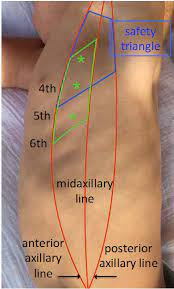 safety
triangle
*
4th
*
5th
6th
midaxillary
line
anterior
axillary
line
posterior
axillary line